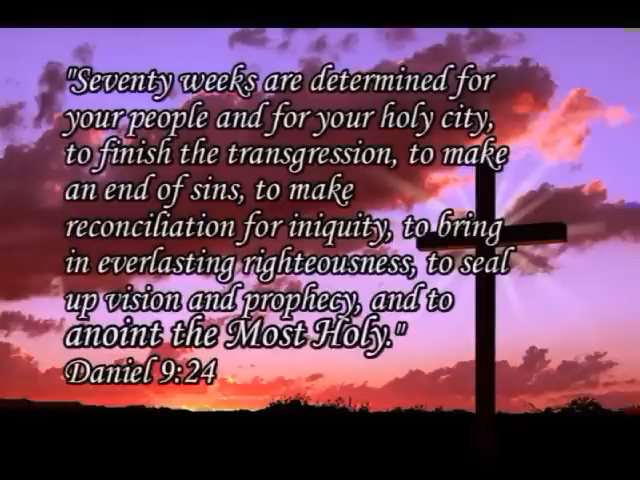 "Seventy weeks are determined for
your people and for your holy city,
to finish the transgression, to make
an end of sins, to make
reconciliation for iniquity, to bring
in everlasting righteousness, to seal
up vision and prophecy, and to
anoint the Most Holy."
Daniel 9:24